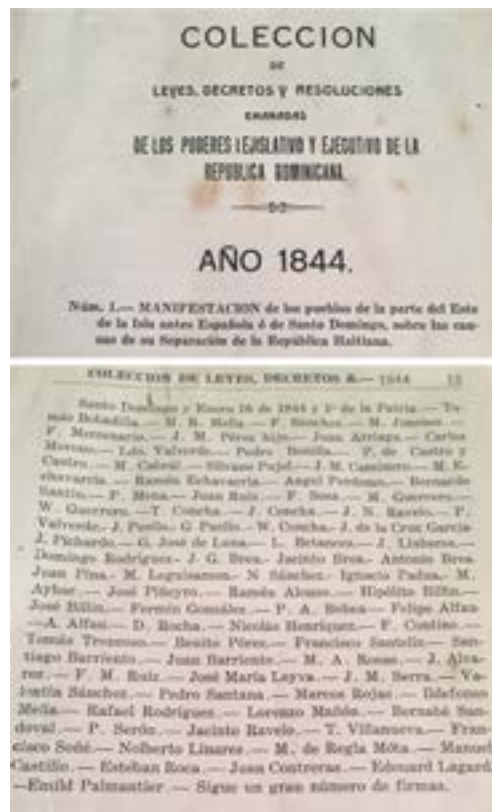 COLECCION
DE
LEYES, DECRETOS Y RESOLUCIONES
EMANADAS
DE LOS PODERES LEJISLATIVO Y EJECUTIVO DE LA
REPUBLICA DOMINICANA.
AÑO 1844.
Núm. 1.— MANIFESTACION de los pueblos de la parte del Este
de la Isla antes Española ó de Santo Domingo, sobre las cau-
sas de su Separación de la República Haitiana.
COLECCION DE LEYES, DECRETOS &.— 1844 13
Santo Domingo y Enero 16 de 1844 y 1º de la Patria.— To-
más Bobadilla.— M. R. Mella.— F. Sánchez.— M. Jimenes.—
F. Mercenario.— J. M. Pérez hijo.— Juan Arriaga.— Carlos
Moreno.— Ldo. Valverde.— Pedro Bonilla.— P. de Castro y
Castro.— M. Cabral.— Silvano Pujol.— J. M. Caminero.— M. E-
chavarría.— Ramón Echavarría.— Angel Perdomo.— Bernardo
Santín.— P. Mena.— Juan Ruiz.— F. Sosa.— M. Guerrero.—
W. Guerrero.— T. Concha.— J. Concha.— J. N. Ravelo.— P.
Valverde.- J. Puello.- G Puello.- W. Concha.- J. de la Cruz García
J. Pichardo.— G. José de Luna.— L. Betances.— J. Linares.—
Domingo Rodríguez.- J. G. Brea.- Jacinto Brea.- Antonio Brea
Juan Pina.- M. Leguisamon.- N Sánchez.- Ignacio Padua.- M.
Aybar.— José Piñeyro.— Ramón Alonso.— Hipólito Billin.—
José Billin.— Fermín González.— P. A. Bobea— Felipe Alfau
—A. Alfau.— D. Rocha.— Nicolás Henriquez.— F. Contino.—
Tomás Troncoso.— Benito Pérez.— Francisco Santelis.— San-
tiago Barriento.— Juan Barriento.— M. A. Rosas.— J. Alva-
rez.— F. M. Ruiz.— José María Leyva.— J. M. Serra.— Va-
lentín Sánchez.— Pedro Santana.— Marcos Rojas.— Ildefonso
Mella.— Rafael Rodríguez.— Lorenzo Mañón.— Bernabé San-
doval.— P. Serón.— Jacinto Ravelo.— T. Villanueva.— Fran-
cisco Soñé.— Nolberto Linares.— M. de Regla Mota.— Manuel
Castillo.— Esteban Roca.— Juan Contreras.— Edouard Lagard
—Emild Palmantier.— Sigue un gran número de firmas.